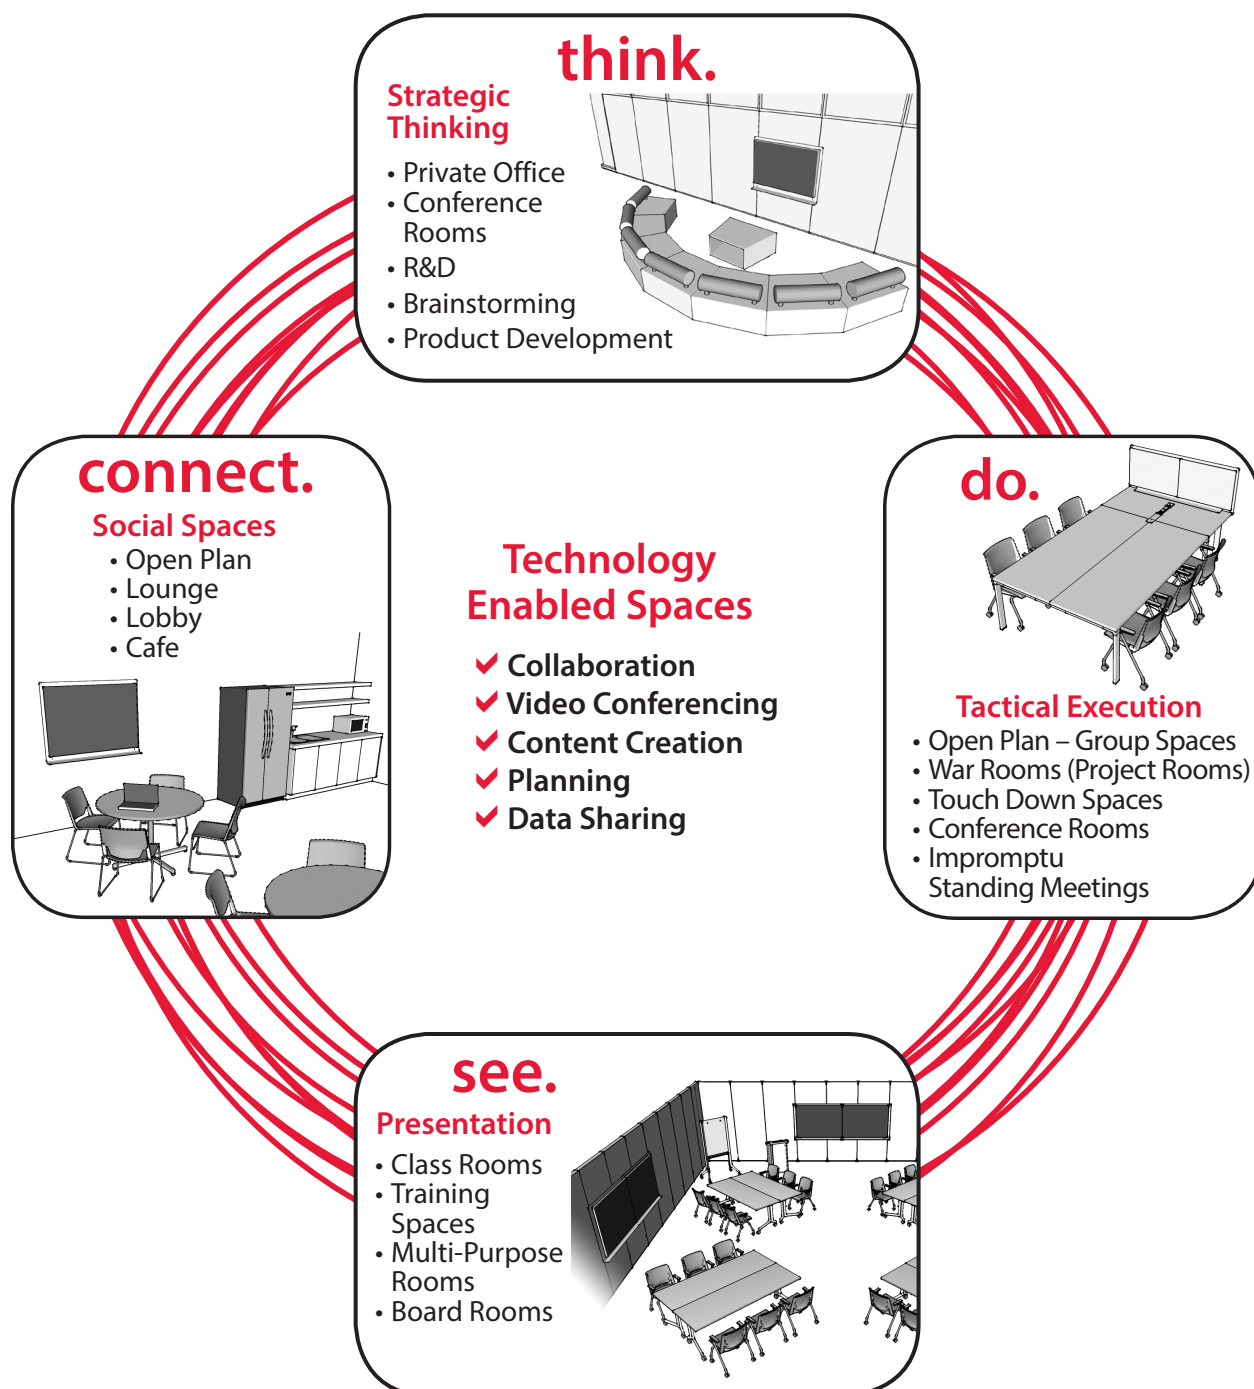 think.
Strategic
Thinking
• Private Office
• Conference
Rooms
• R&D
• Brainstorming
• Product Development
connect.
Social Spaces
• Open Plan
• Lounge
• Lobby
• Cafe
Technology
Enabled Spaces
✔ Collaboration
✔ Video Conferencing
✔ Content Creation
✔ Planning
✔ Data Sharing
do.
Tactical Execution
• Open Plan – Group Spaces
• War Rooms (Project Rooms)
• Touch Down Spaces
• Conference Rooms
• Impromptu
Standing Meetings
see.
Presentation
• Class Rooms
• Training
Spaces
• Multi-Purpose
Rooms
• Board Rooms